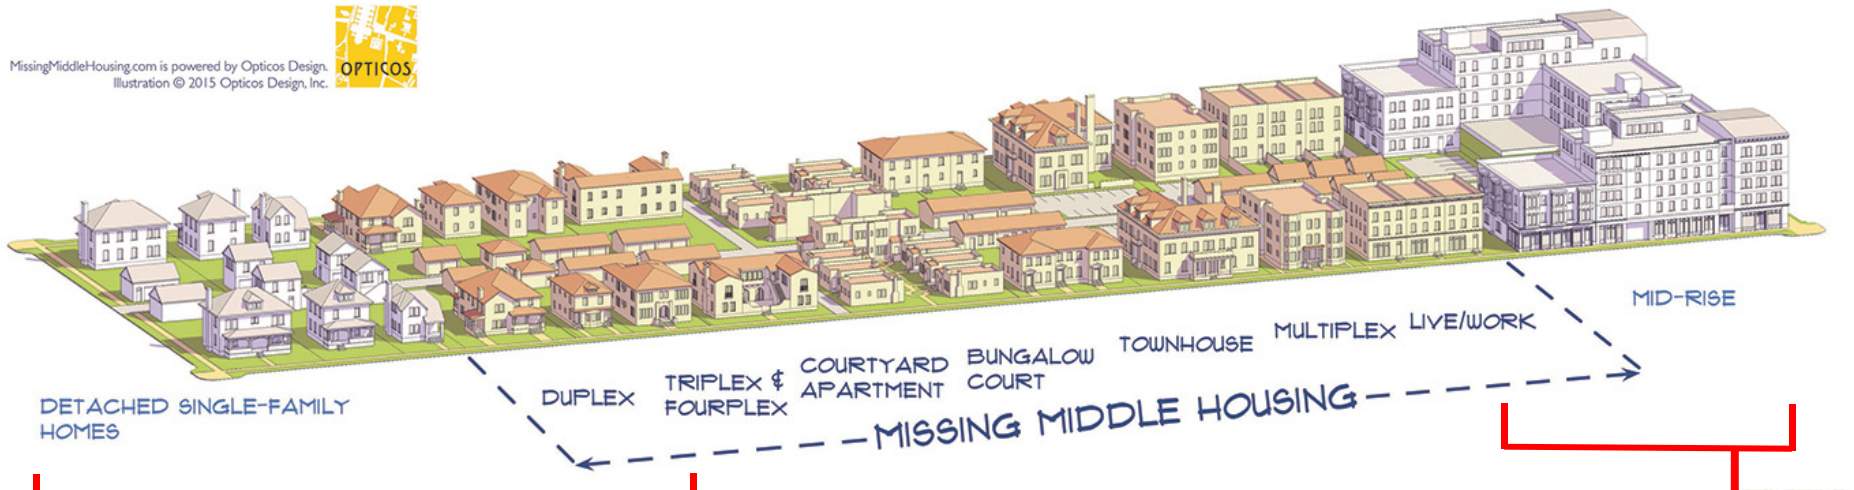 MissingMiddleHousing.com is powered by Opticos Design.
Illustration © 2015 Opticos Design, Inc.
OPTICOS
DETACHED SINGLE-FAMILY
HOMES
DUPLEX
TRIPLEX &
FOURPLEX
COURTYARD
APARTMENT
BUNGALOW
COURT
TOWNHOUSE
MULTIPLEX
LIVE/WORK
MID-RISE
MISSING MIDDLE HOUSING